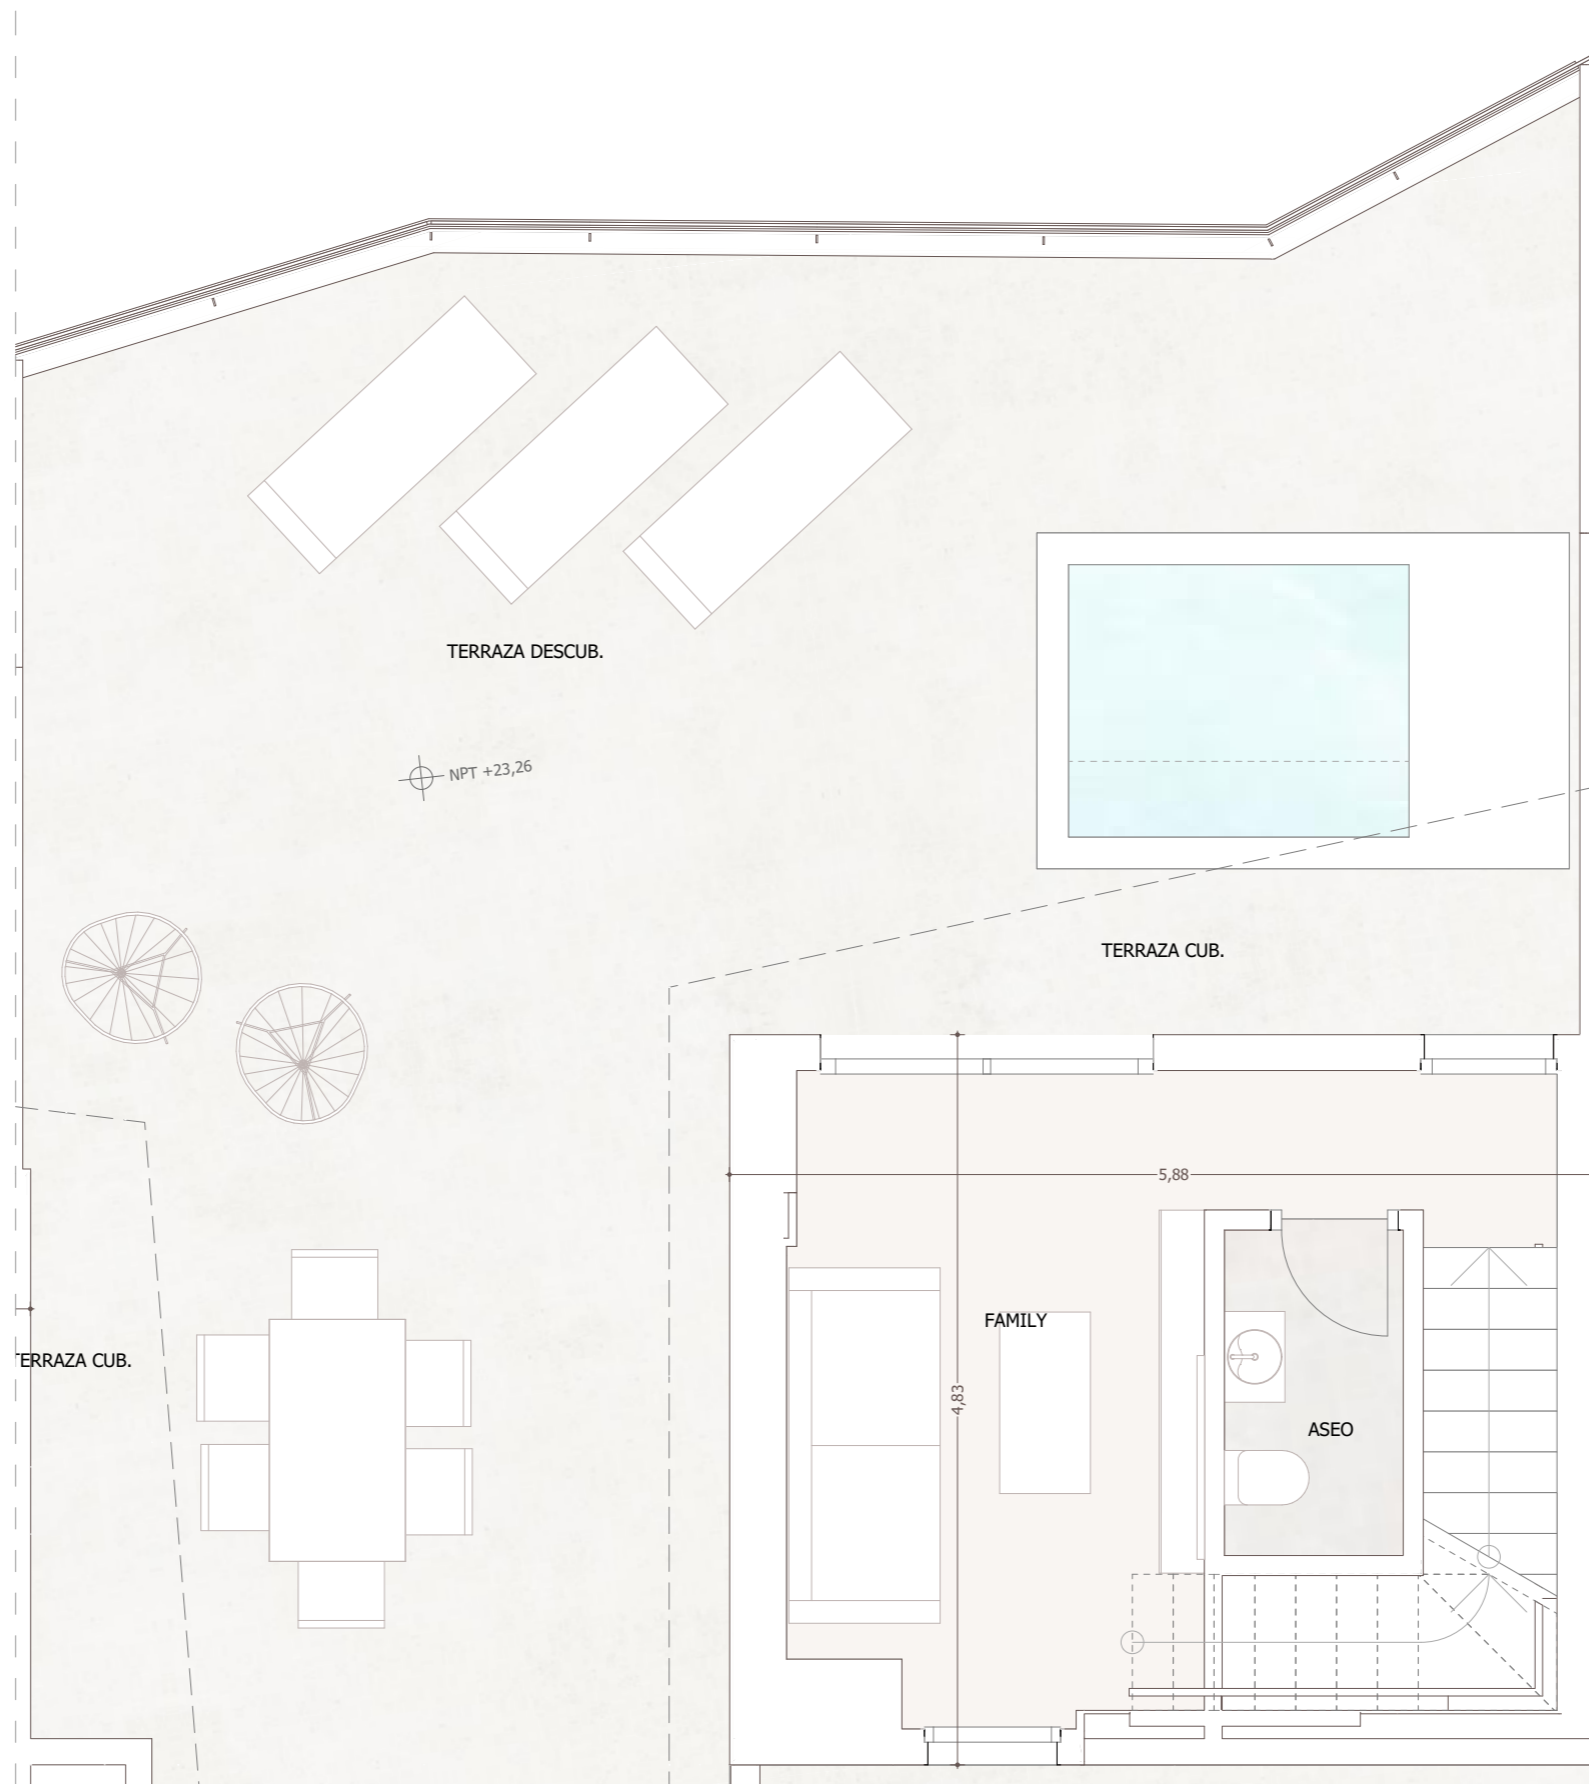 TERRAZA DESCUB.
NPT +23,26
TERRAZA CUB.
5,88
FAMILY
TERRAZA CUB.
4,83
ASEO